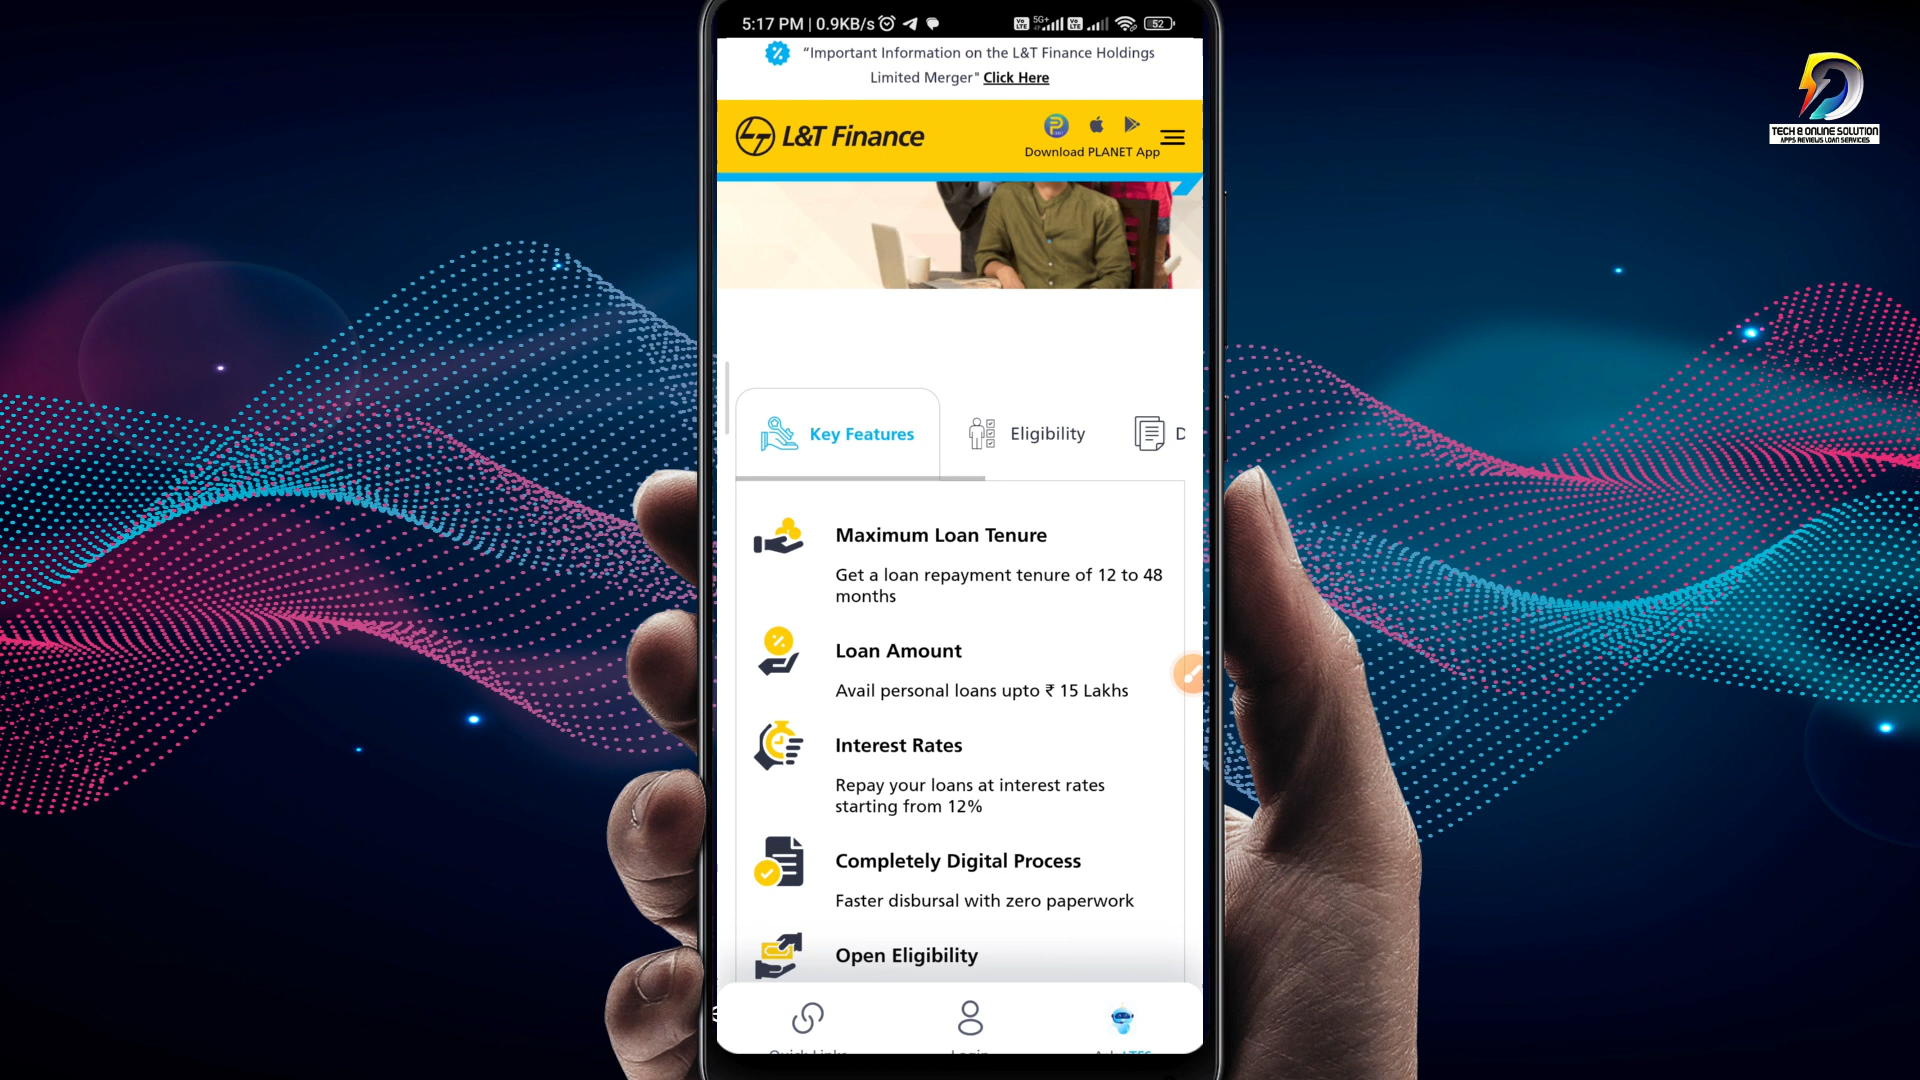 5:17 PM | 0.9KB/s
5G+
52
"Important Information on the L&T Finance Holdings
Limited Merger" Click Here
L&T Finance
Download PLANET App
TECH & ONLINE SOLUTION
APPS REVIEWS LOAN SERVICES
Key Features
Eligibility
D
Maximum Loan Tenure
Get a loan repayment tenure of 12 to 48
months
Loan Amount
Avail personal loans upto ₹ 15 Lakhs
Interest Rates
Repay your loans at interest rates
starting from 12%
Completely Digital Process
Faster disbursal with zero paperwork
Open Eligibility